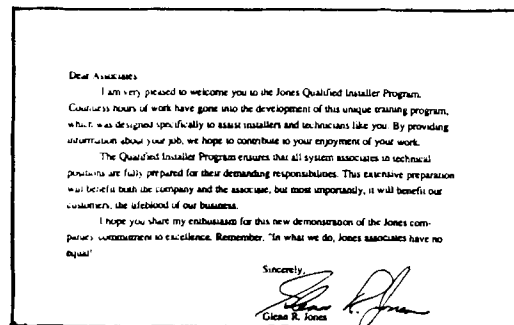 Dear Associates
I am very pleased to welcome you to the Jones Qualified Installer Program.
Countless hours of work have gone into the development of this unique training program,
which was designed specifically to assist installers and technicians like you. By providing
information about your job, we hope to contribute to your enjoyment of your work.
The Qualified Installer Program ensures that all system associates in technical
positions are fully prepared for their demanding responsibilities. This extensive preparation
will benefit both the company and the associate, but most importantly, it will benefit our
customers, the lifeblood of our business.
I hope you share my enthusiasm for this new demonstration of the Jones com-
panies commitment to excellence. Remember, "In what we do, Jones associates have no
equal"
Sincerely,
Glenn R. Jones
Glenn R. Jones